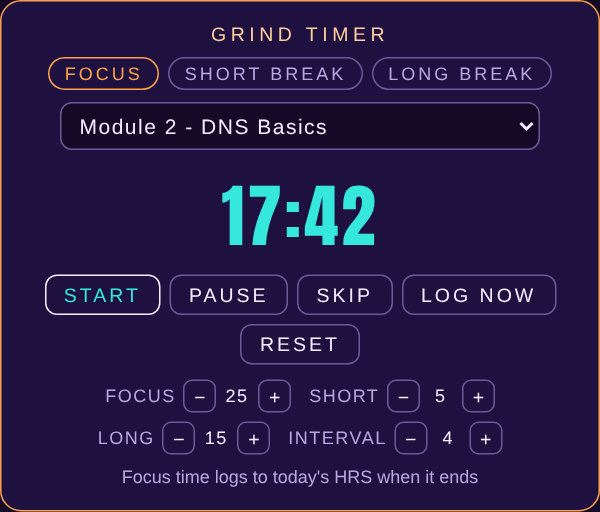 GRIND TIMER
FOCUS SHORT BREAK LONG BREAK
Module 2 - DNS Basics
17:42
START PAUSE SKIP LOG NOW
RESET
FOCUS − 25 + SHORT − 5 +
LONG − 15 + INTERVAL − 4 +
Focus time logs to today's HRS when it ends